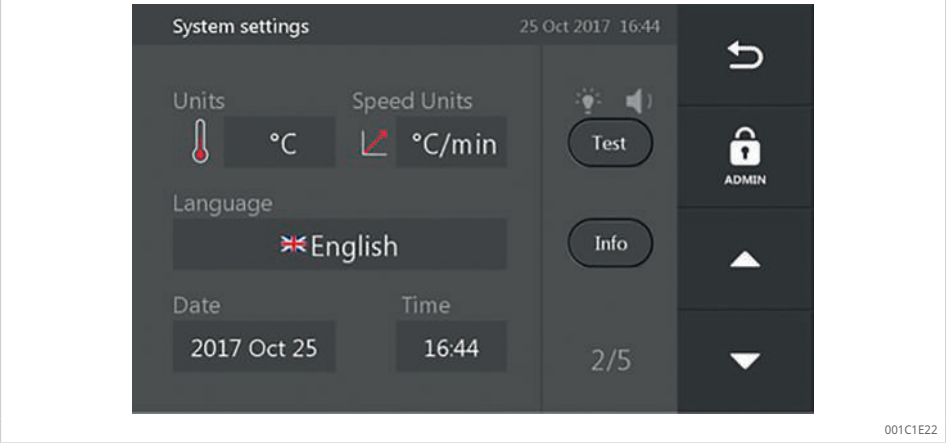 System settings 25 Oct 2017 16:44
Units Speed Units
°C °C/min Test
ADMIN
Language
English Info
Date Time
2017 Oct 25 16:44 2/5
001C1E22